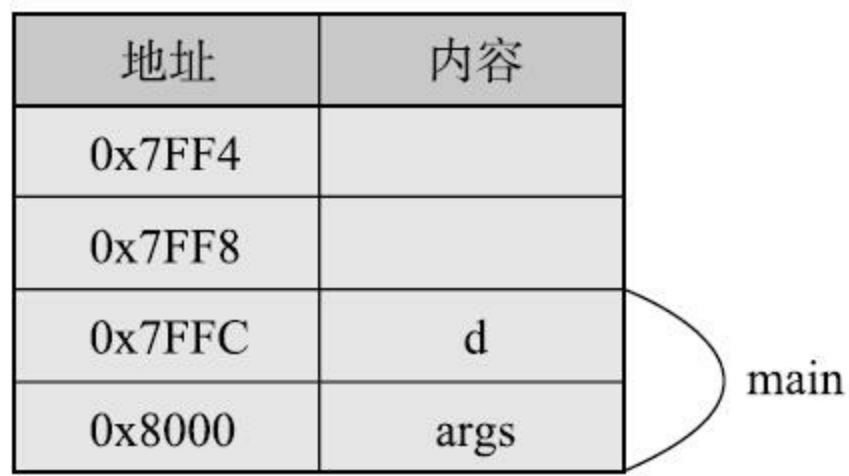 地址 内容
0x7FF4
0x7FF8
0x7FFC d
main
0x8000 args